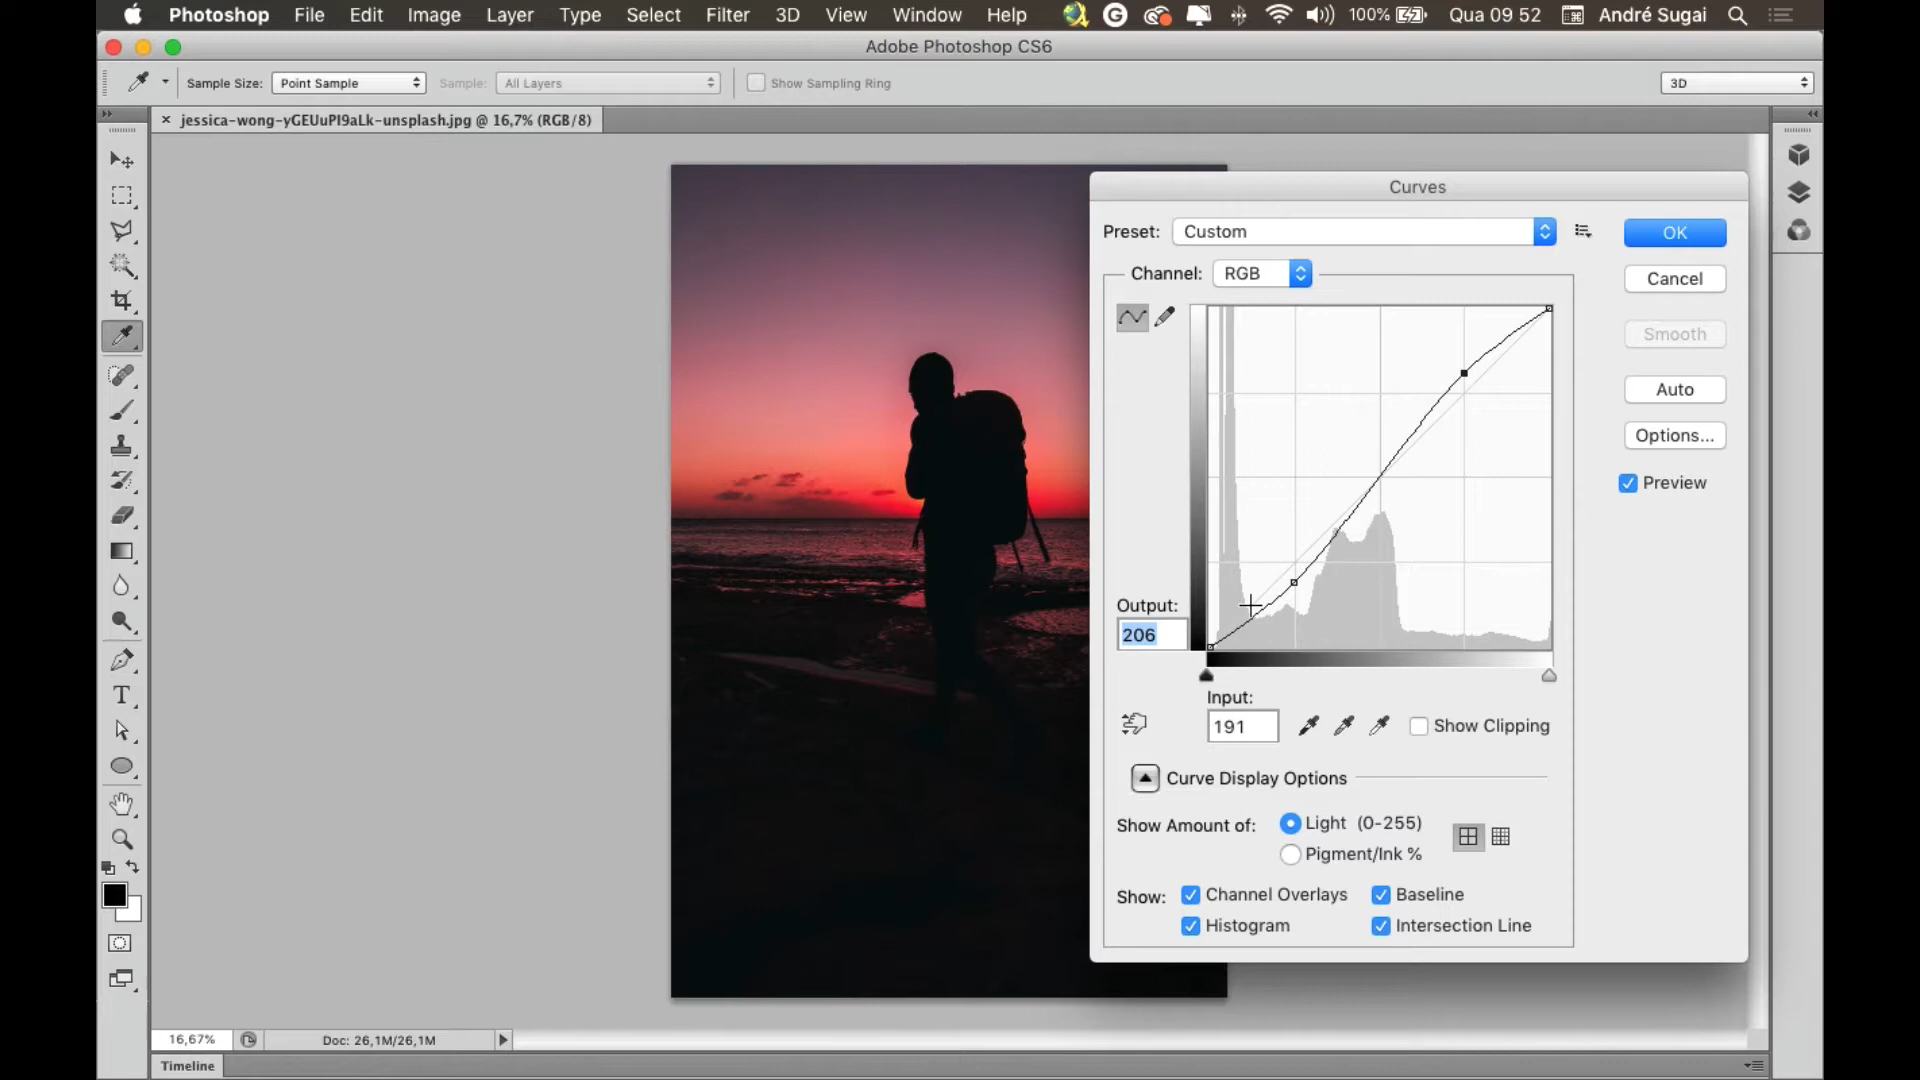 Photoshop File Edit Image Layer Type Select Filter 3D View Window Help 100% Qua 09 52 André Sugai
Adobe Photoshop CS6
Sample Size: Point Sample Sample: All Layers Show Sampling Ring 3D
× jessica-wong-yGEUuPI9aLk-unsplash.jpg @ 16,7% (RGB/8)
Curves
Preset: Custom
OK
Channel: RGB
Cancel
Smooth
Auto
Options...
Preview
Output:
206
Input:
191
Show Clipping
Curve Display Options
Show Amount of: Light (0-255)
Pigment/Ink %
Show: Channel Overlays Baseline
Histogram Intersection Line
16,67% Doc: 26,1M/26,1M
Timeline